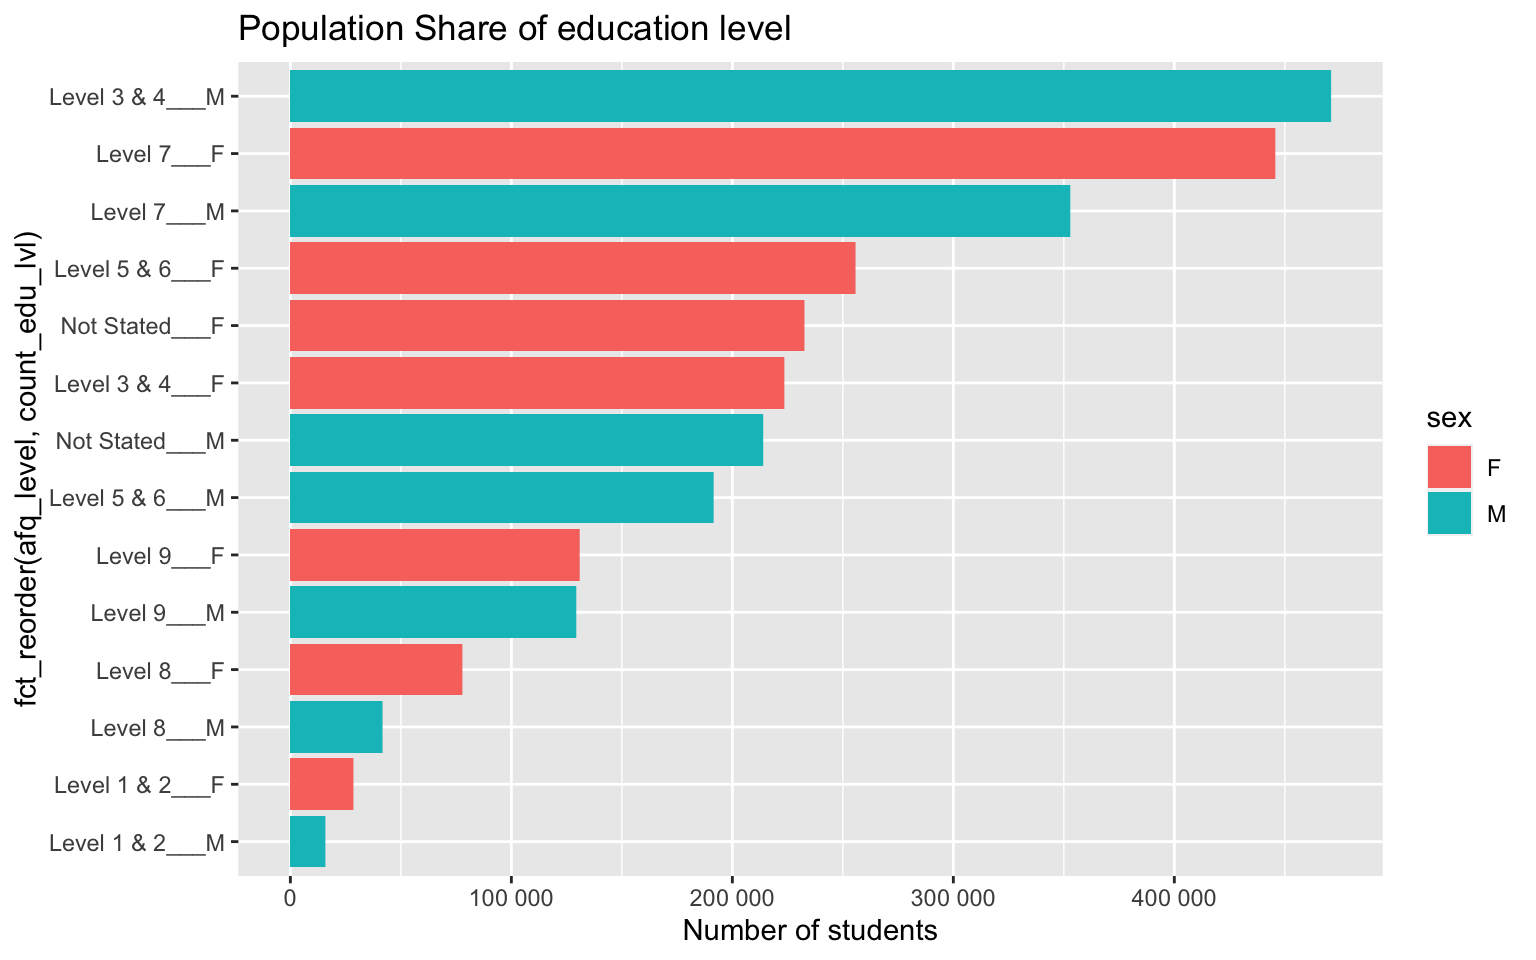 Population Share of education level
fct_reorder(afq_level, count_edu_lvl)
Level 3 & 4___M
Level 7___F
Level 7___M
Level 5 & 6___F
Not Stated___F
Level 3 & 4___F
Not Stated___M
Level 5 & 6___M
Level 9___F
Level 9___M
Level 8___F
Level 8___M
Level 1 & 2___F
Level 1 & 2___M
0 100 000 200 000 300 000 400 000
Number of students
sex
F
M